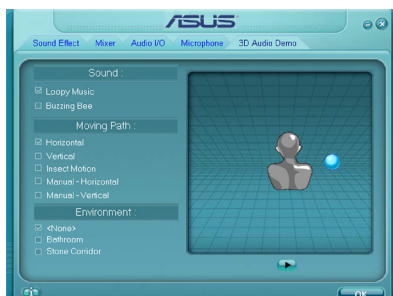 ASUS
Sound Effect Mixer Audio I/O Microphone 3D Audio Demo
Sound :
Loopy Music
Buzzing Bee
Moving Path :
Horizontal
Vertical
Insect Motion
Manual - Horizontal
Manual - Vertical
Environment :
<None>
Bathroom
Stone Corridor
OK